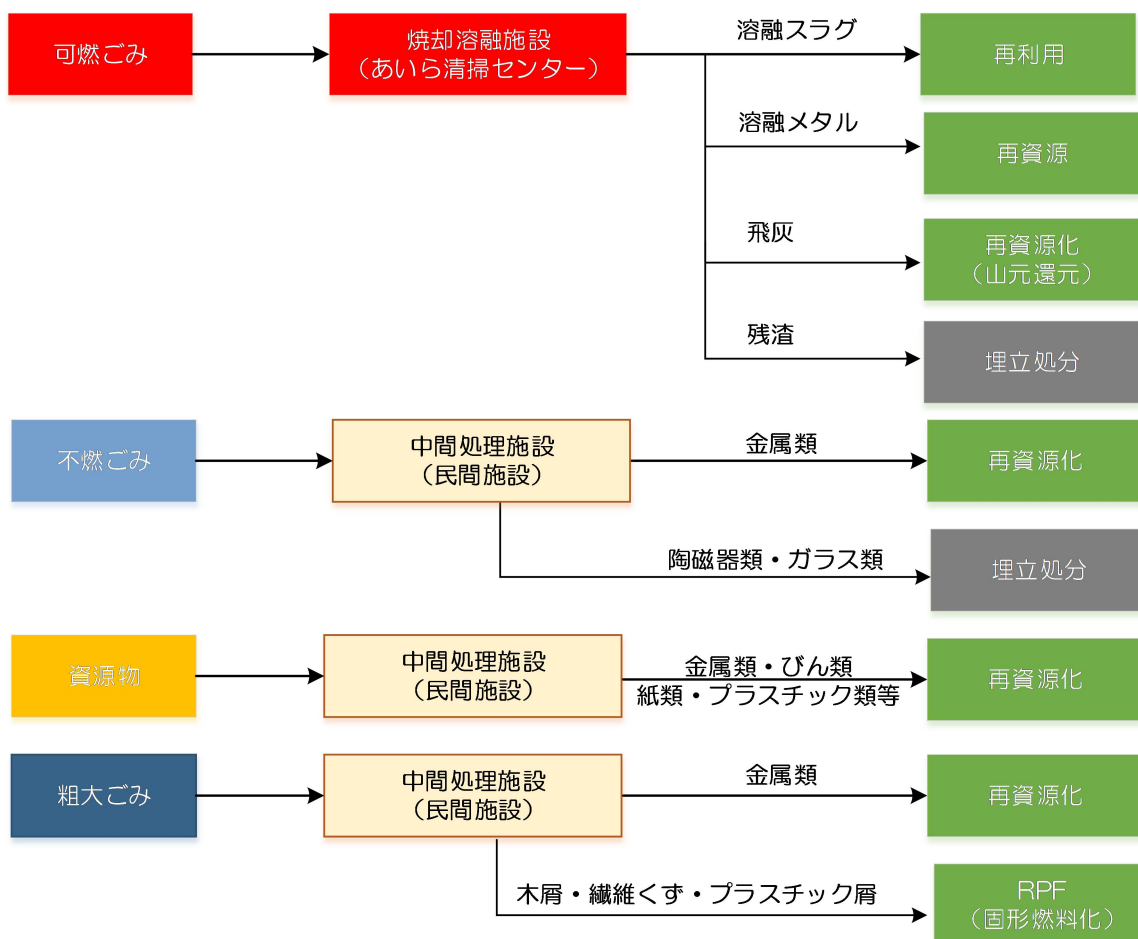 可燃ごみ
焼却溶融施設
（あいら清掃センター）
溶融スラグ
再利用
溶融メタル
再資源
飛灰
再資源化
（山元還元）
残渣
埋立処分
不燃ごみ
中間処理施設
（民間施設）
金属類
再資源化
陶磁器類・ガラス類
埋立処分
資源物
中間処理施設
（民間施設）
金属類・びん類
紙類・プラスチック類等
再資源化
粗大ごみ
中間処理施設
（民間施設）
金属類
再資源化
木屑・繊維くず・プラスチック屑
RPF
（固形燃料化）